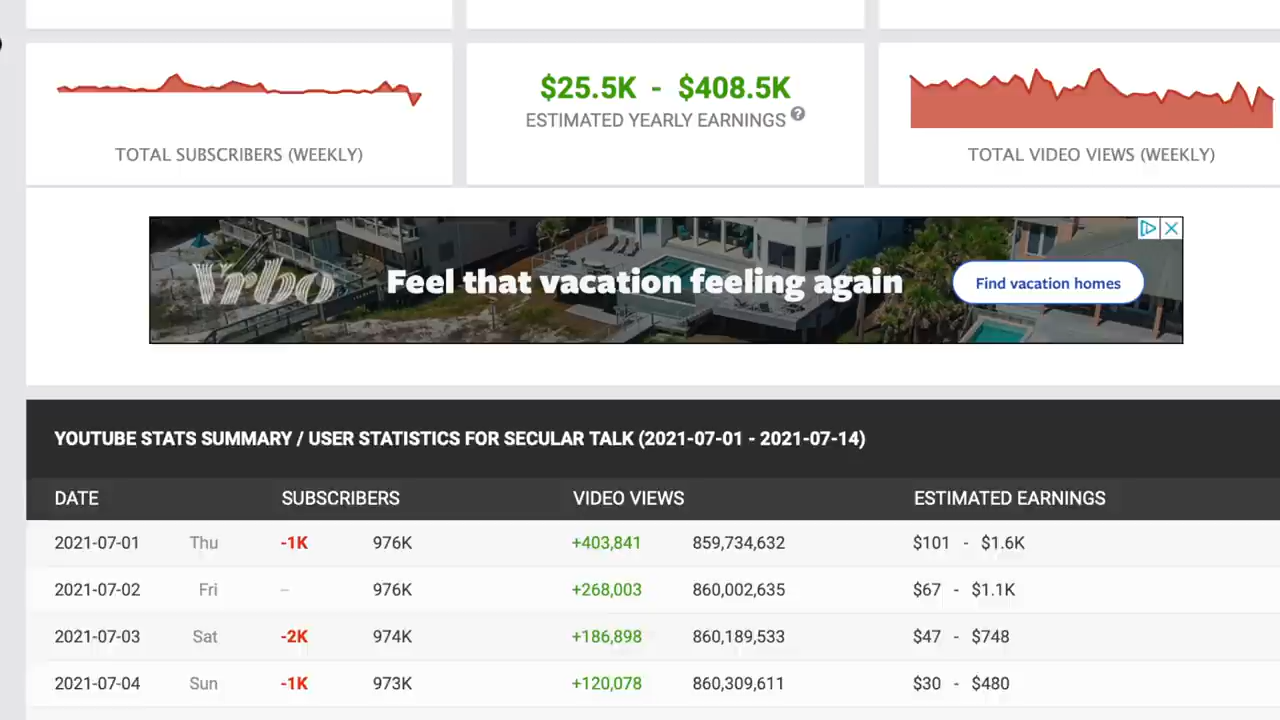 $25.5K - $408.5K
ESTIMATED YEARLY EARNINGS ?
TOTAL SUBSCRIBERS (WEEKLY)
TOTAL VIDEO VIEWS (WEEKLY)
Vrbo
Feel that vacation feeling again
Find vacation homes
YOUTUBE STATS SUMMARY / USER STATISTICS FOR SECULAR TALK (2021-07-01 - 2021-07-14)
DATE SUBSCRIBERS VIDEO VIEWS ESTIMATED EARNINGS
2021-07-01 Thu -1K 976K +403,841 859,734,632 $101 - $1.6K
2021-07-02 Fri – 976K +268,003 860,002,635 $67 - $1.1K
2021-07-03 Sat -2K 974K +186,898 860,189,533 $47 - $748
2021-07-04 Sun -1K 973K +120,078 860,309,611 $30 - $480